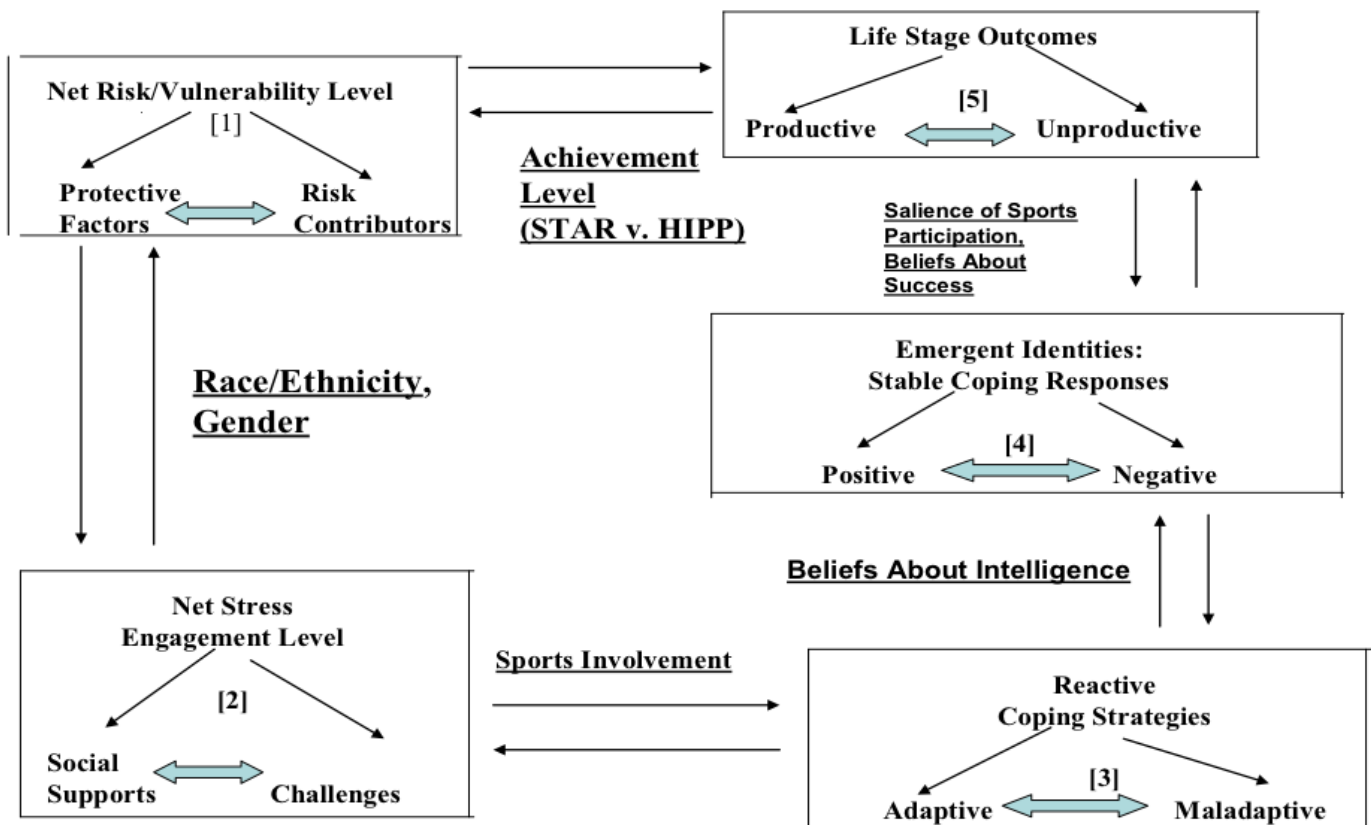 Net Risk/Vulnerability Level
[1]
Protective
Factors
Risk
Contributors
Life Stage Outcomes
[5]
Productive
Unproductive
Achievement
Level
(STAR v. HIPP)
Salience of Sports
Participation,
Beliefs About
Success
Race/Ethnicity,
Gender
Emergent Identities:
Stable Coping Responses
[4]
Positive
Negative
Beliefs About Intelligence
Net Stress
Engagement Level
[2]
Social
Supports
Challenges
Sports Involvement
Reactive
Coping Strategies
[3]
Adaptive
Maladaptive